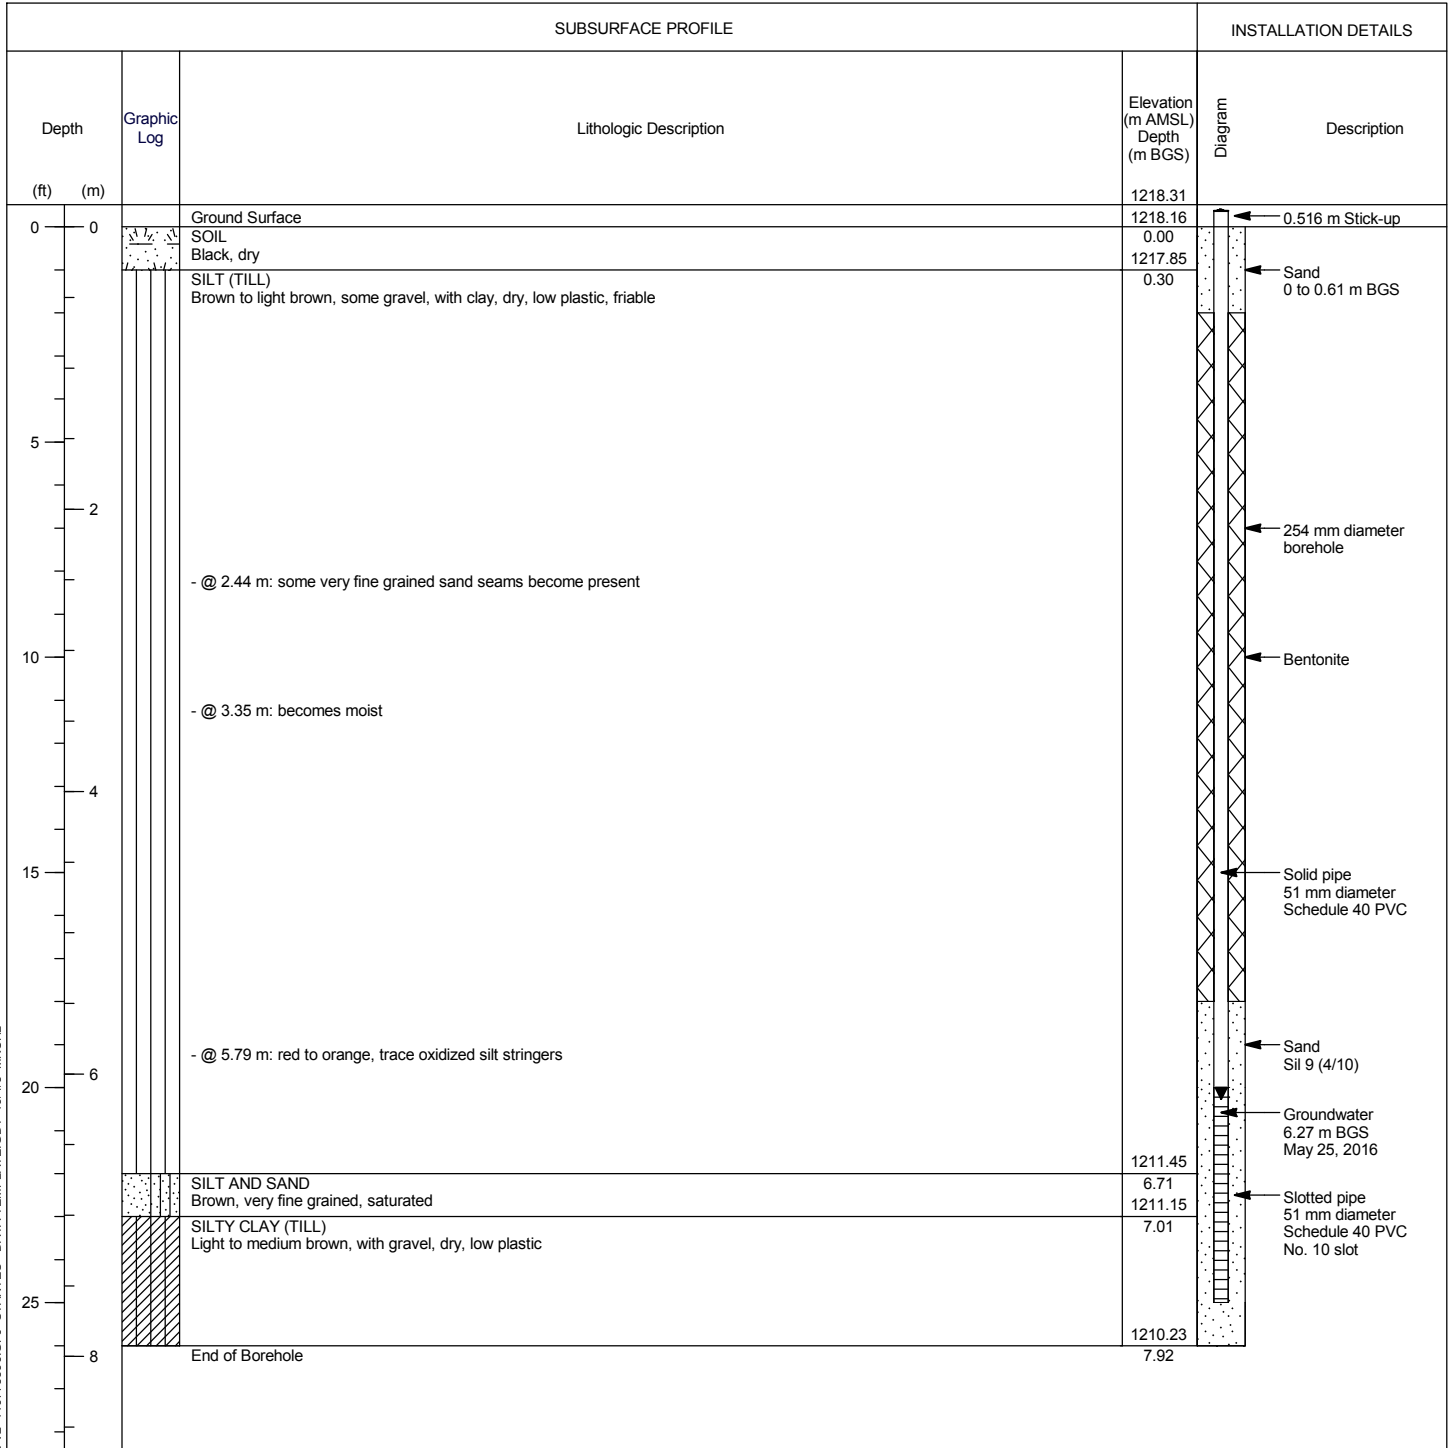 SUBSURFACE PROFILE
INSTALLATION DETAILS
Depth
Graphic
Log
Lithologic Description
Elevation
(m AMSL)
Depth
(m BGS)
Diagram
Description
(ft) (m)
1218.31
Ground Surface
1218.16
0.516 m Stick-up
0 0
SOIL
0.00
Black, dry
1217.85
SILT (TILL)
0.30
Brown to light brown, some gravel, with clay, dry, low plastic, friable
Sand
0 to 0.61 m BGS
5
2
254 mm diameter
borehole
- @ 2.44 m: some very fine grained sand seams become present
10
Bentonite
- @ 3.35 m: becomes moist
4
15
Solid pipe
51 mm diameter
Schedule 40 PVC
- @ 5.79 m: red to orange, trace oxidized silt stringers
Sand
Sil 9 (4/10)
6
20
Groundwater
6.27 m BGS
May 25, 2016
1211.45
SILT AND SAND
6.71
Brown, very fine grained, saturated
1211.15
Slotted pipe
51 mm diameter
Schedule 40 PVC
No. 10 slot
SILTY CLAY (TILL)
7.01
Light to medium brown, with gravel, dry, low plastic
25
1210.23
8
End of Borehole
7.92